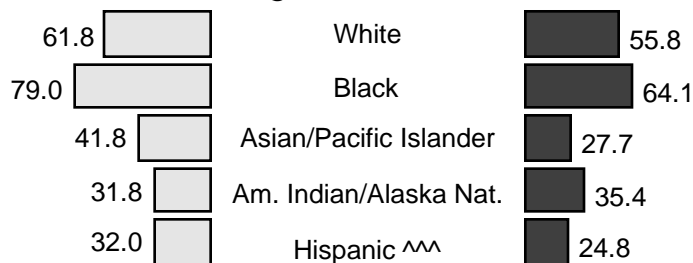 61.8 White 55.8
79.0 Black 64.1
41.8 Asian/Pacific Islander 27.7
31.8 Am. Indian/Alaska Nat. 35.4
32.0 Hispanic ^^^ 24.8